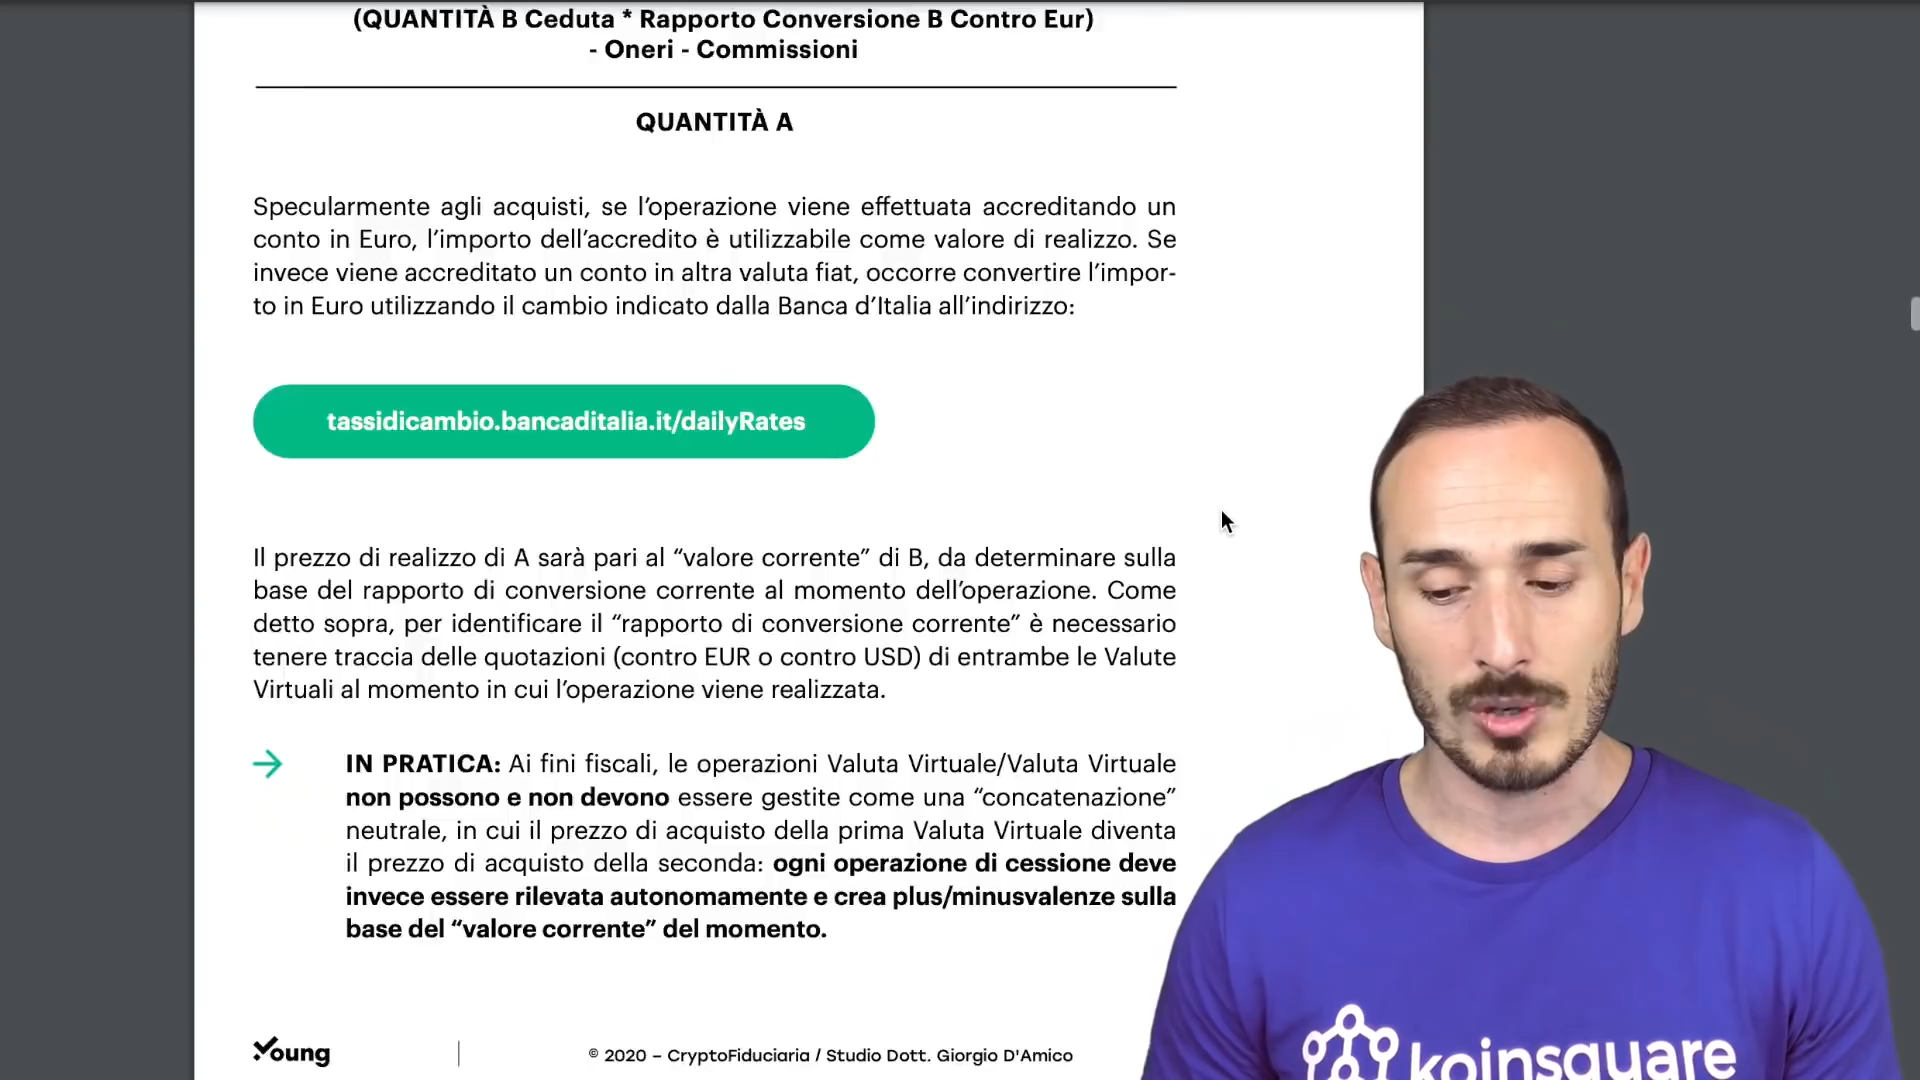 (QUANTITÀ B Ceduta * Rapporto Conversione B Contro Eur)
- Oneri - Commissioni
QUANTITÀ A
Specularmente agli acquisti, se l’operazione viene effettuata accreditando un
conto in Euro, l’importo dell’accredito è utilizzabile come valore di realizzo. Se
invece viene accreditato un conto in altra valuta fiat, occorre convertire l’impor-
to in Euro utilizzando il cambio indicato dalla Banca d’Italia all’indirizzo:
tassidicambio.bancaditalia.it/dailyRates
Il prezzo di realizzo di A sarà pari al “valore corrente” di B, da determinare sulla
base del rapporto di conversione corrente al momento dell’operazione. Come
detto sopra, per identificare il “rapporto di conversione corrente” è necessario
tenere traccia delle quotazioni (contro EUR o contro USD) di entrambe le Valute
Virtuali al momento in cui l’operazione viene realizzata.
IN PRATICA: Ai fini fiscali, le operazioni Valuta Virtuale/Valuta Virtuale
non possono e non devono essere gestite come una “concatenazione”
neutrale, in cui il prezzo di acquisto della prima Valuta Virtuale diventa
il prezzo di acquisto della seconda: ogni operazione di cessione deve
invece essere rilevata autonomamente e crea plus/minusvalenze sulla
base del “valore corrente” del momento.
Young
© 2020 – CryptoFiduciaria / Studio Dott. Giorgio D'Amico
koinsquare